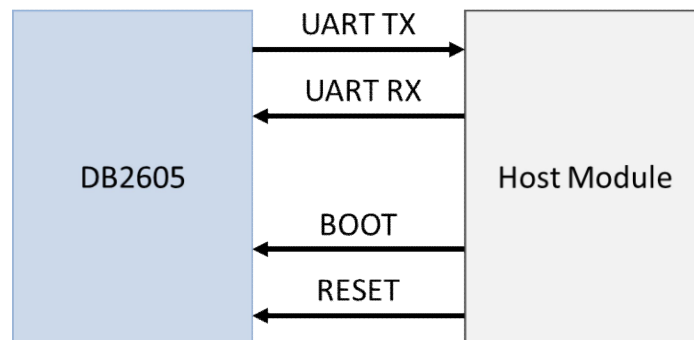 UART TX
UART RX
DB2605
Host Module
BOOT
RESET